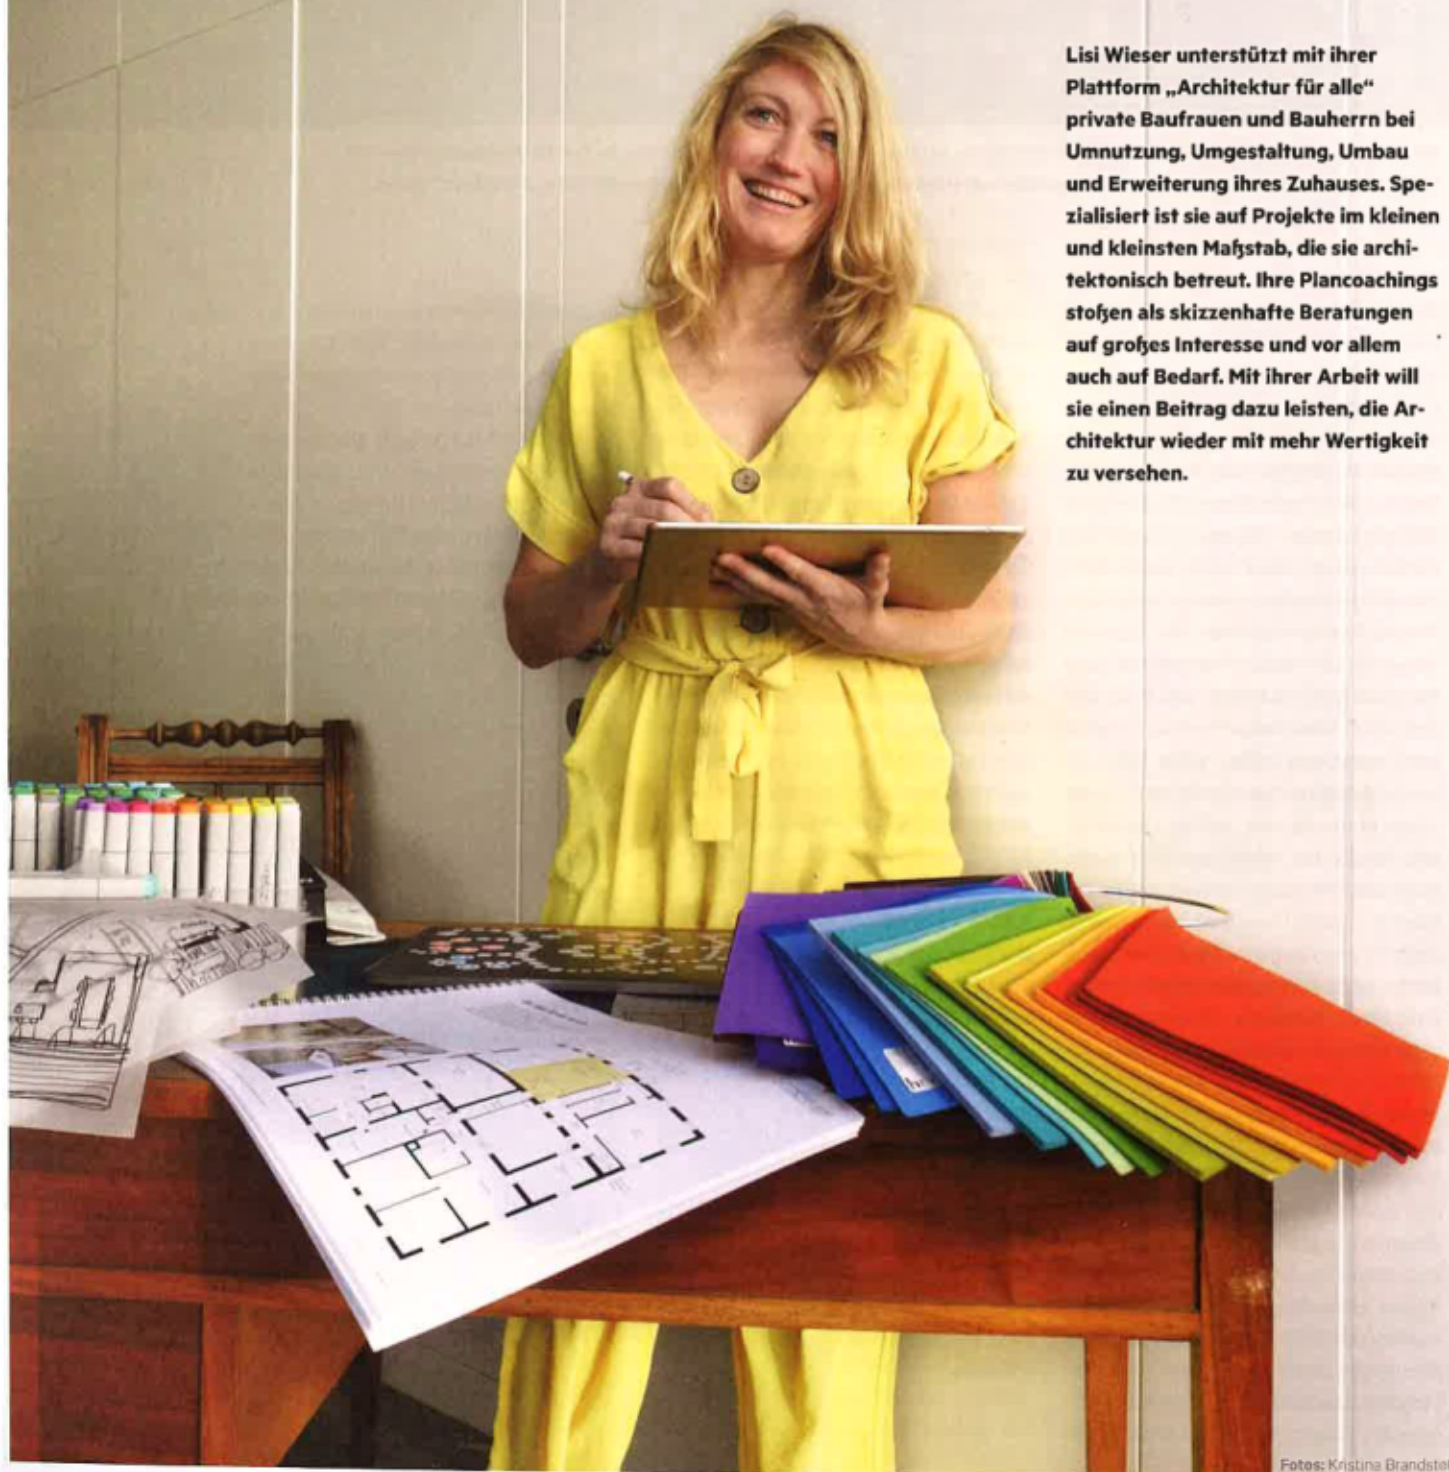 Lisi Wieser unterstützt mit ihrer
Plattform „Architektur für alle“
private Baufrauen und Bauherrn bei
Umnutzung, Umgestaltung, Umbau
und Erweiterung ihres Zuhauses. Spe-
zialisiert ist sie auf Projekte im kleinen
und kleinsten Maßstab, die sie archi-
tektonisch betreut. Ihre Plancoachings
stoßen als skizzenhafte Beratungen
auf großes Interesse und vor allem
auch auf Bedarf. Mit ihrer Arbeit will
sie einen Beitrag dazu leisten, die Ar-
chitektur wieder mit mehr Wertigkeit
zu versehen.
Fotos: Kristina